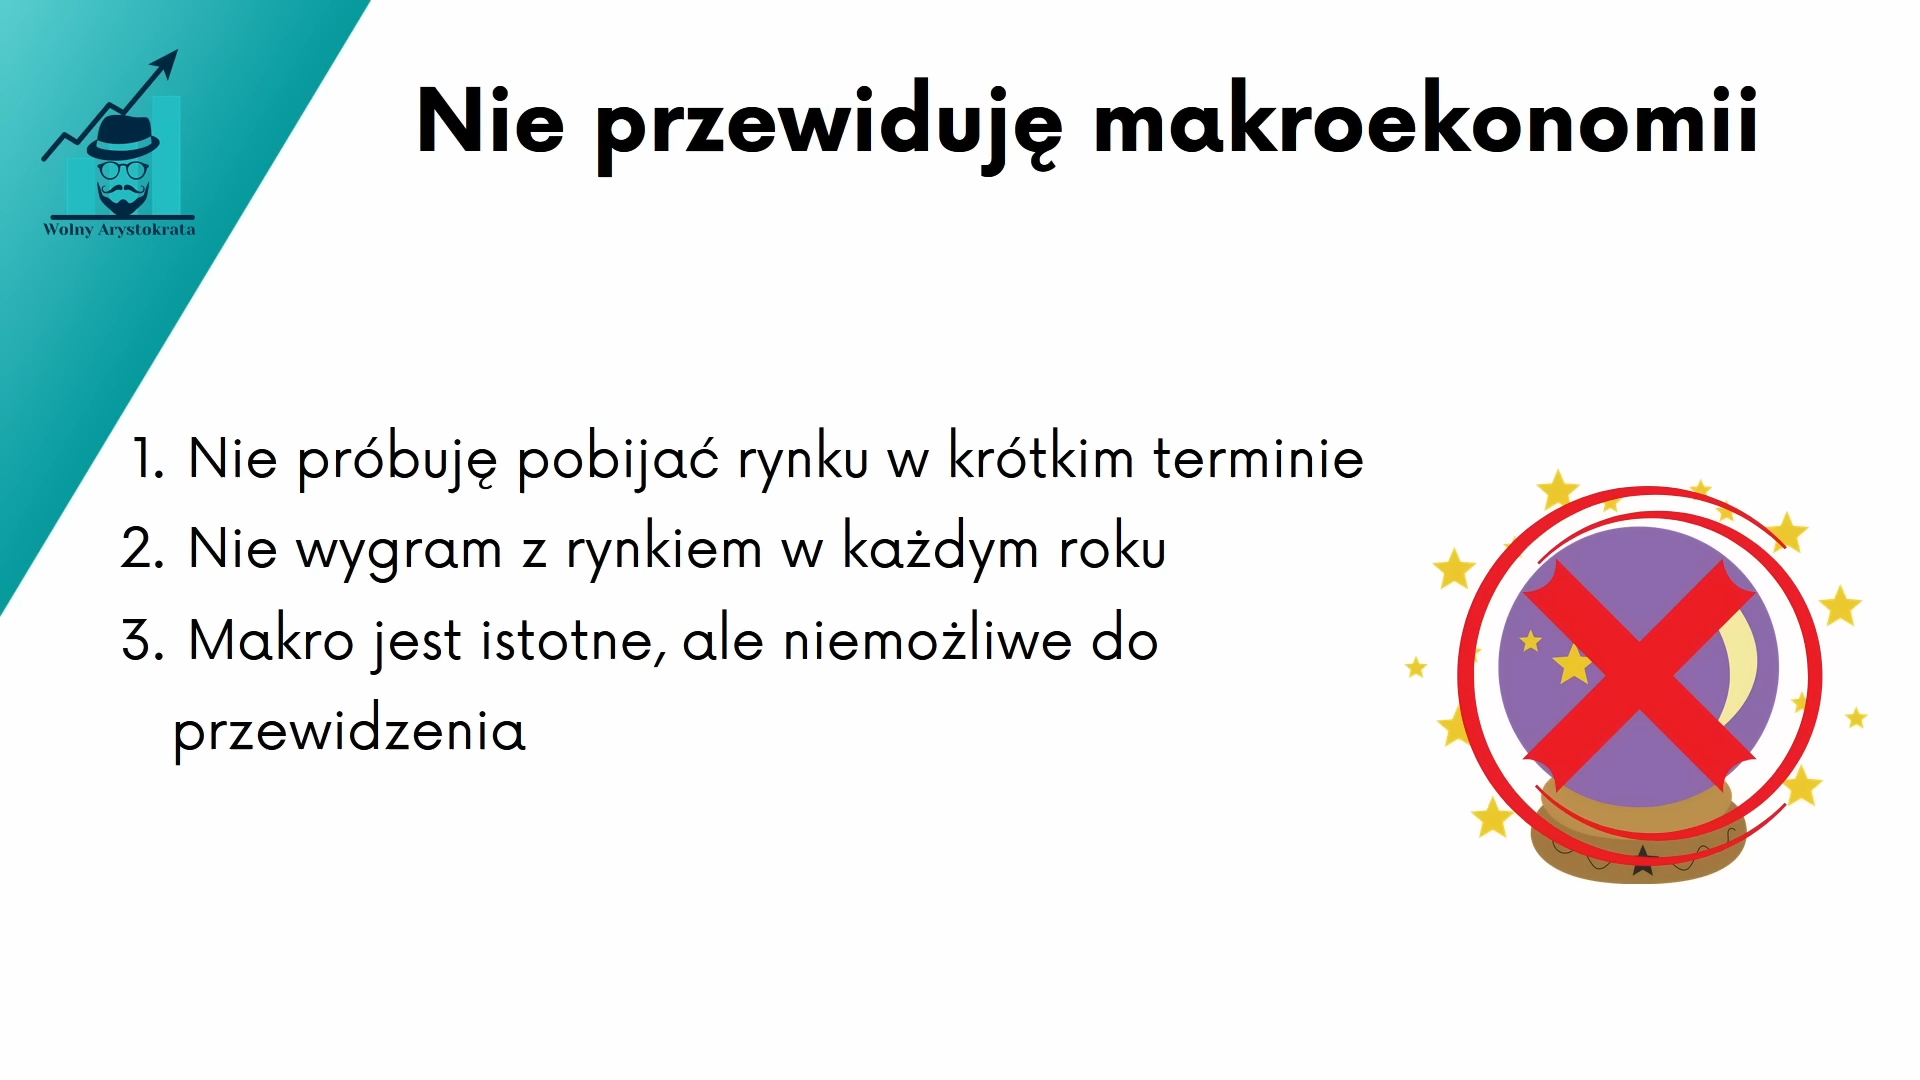 Wolny Arystokrata
Nie przewiduję makroekonomii
1. Nie próbuję pobijać rynku w krótkim terminie
2. Nie wygram z rynkiem w każdym roku
3. Makro jest istotne, ale niemożliwe do
przewidzenia